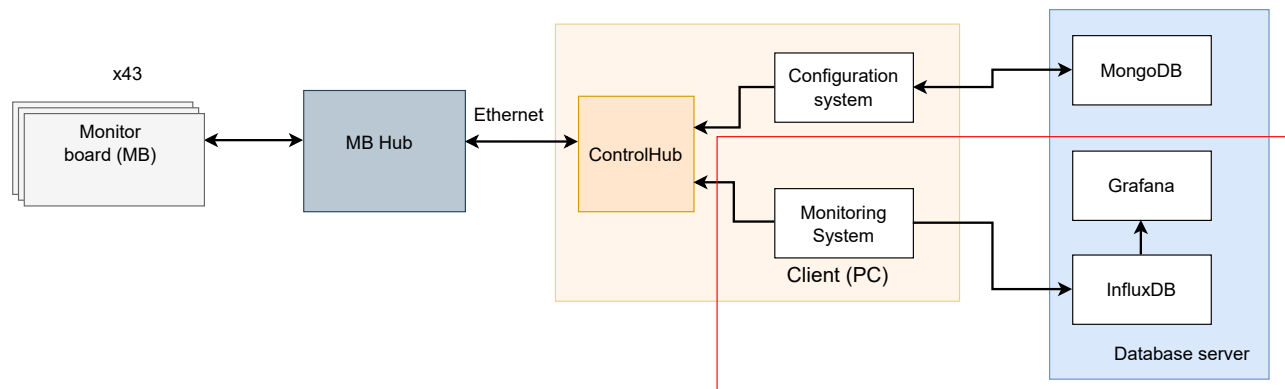 x43
Monitor
board (MB)
MB Hub
Ethernet
ControlHub
Configuration
system
Monitoring
System
Client (PC)
MongoDB
Grafana
InfluxDB
Database server